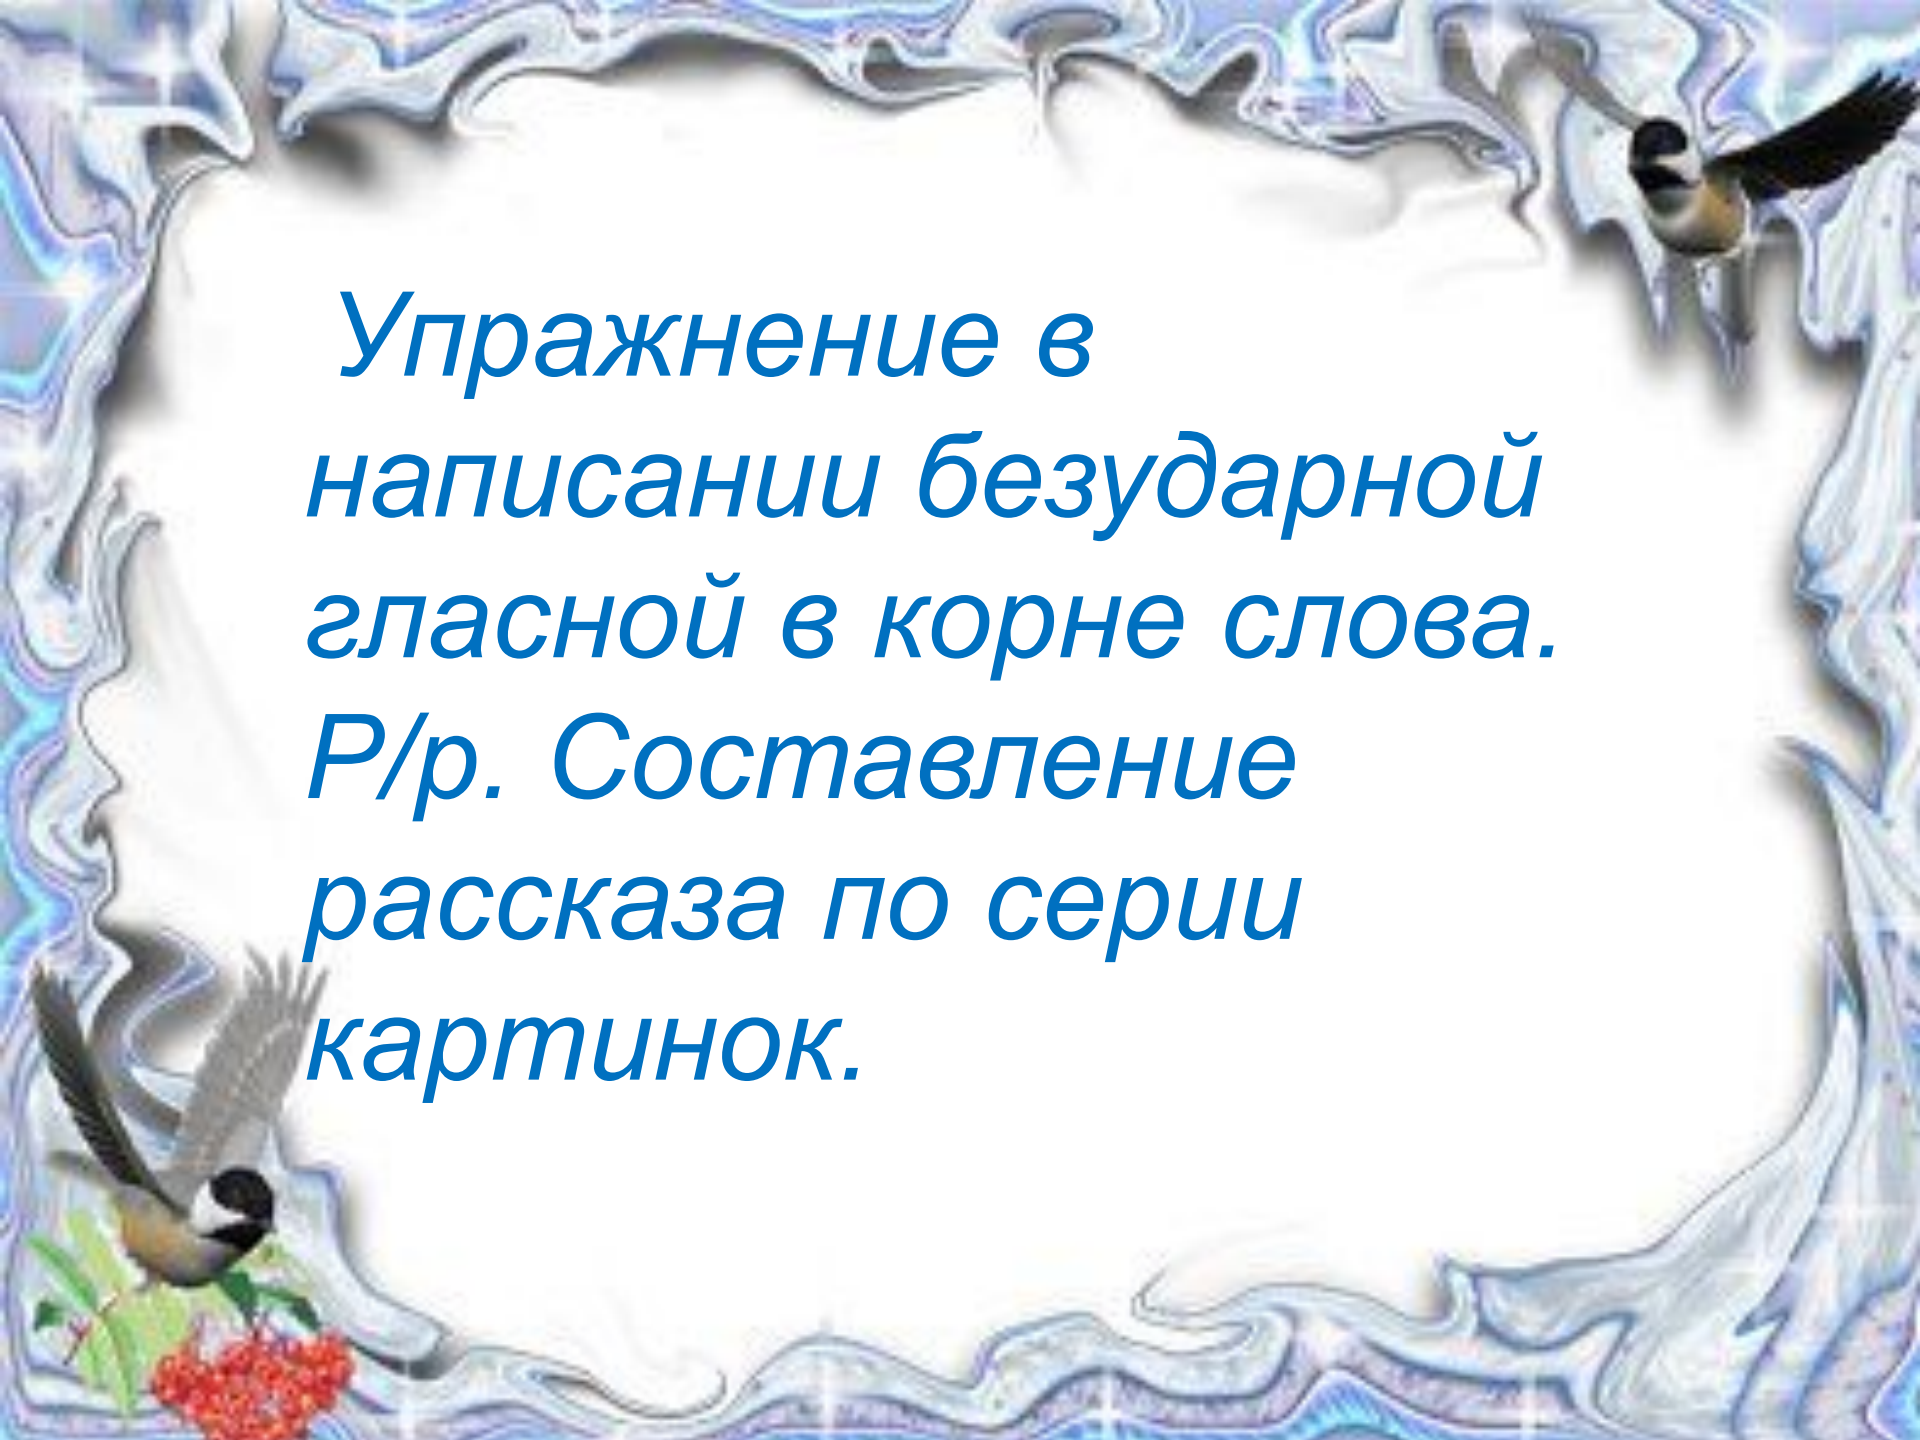 Упражнение в
написании безударной
гласной в корне слова.
Р/р. Составление
рассказа по серии
картинок.